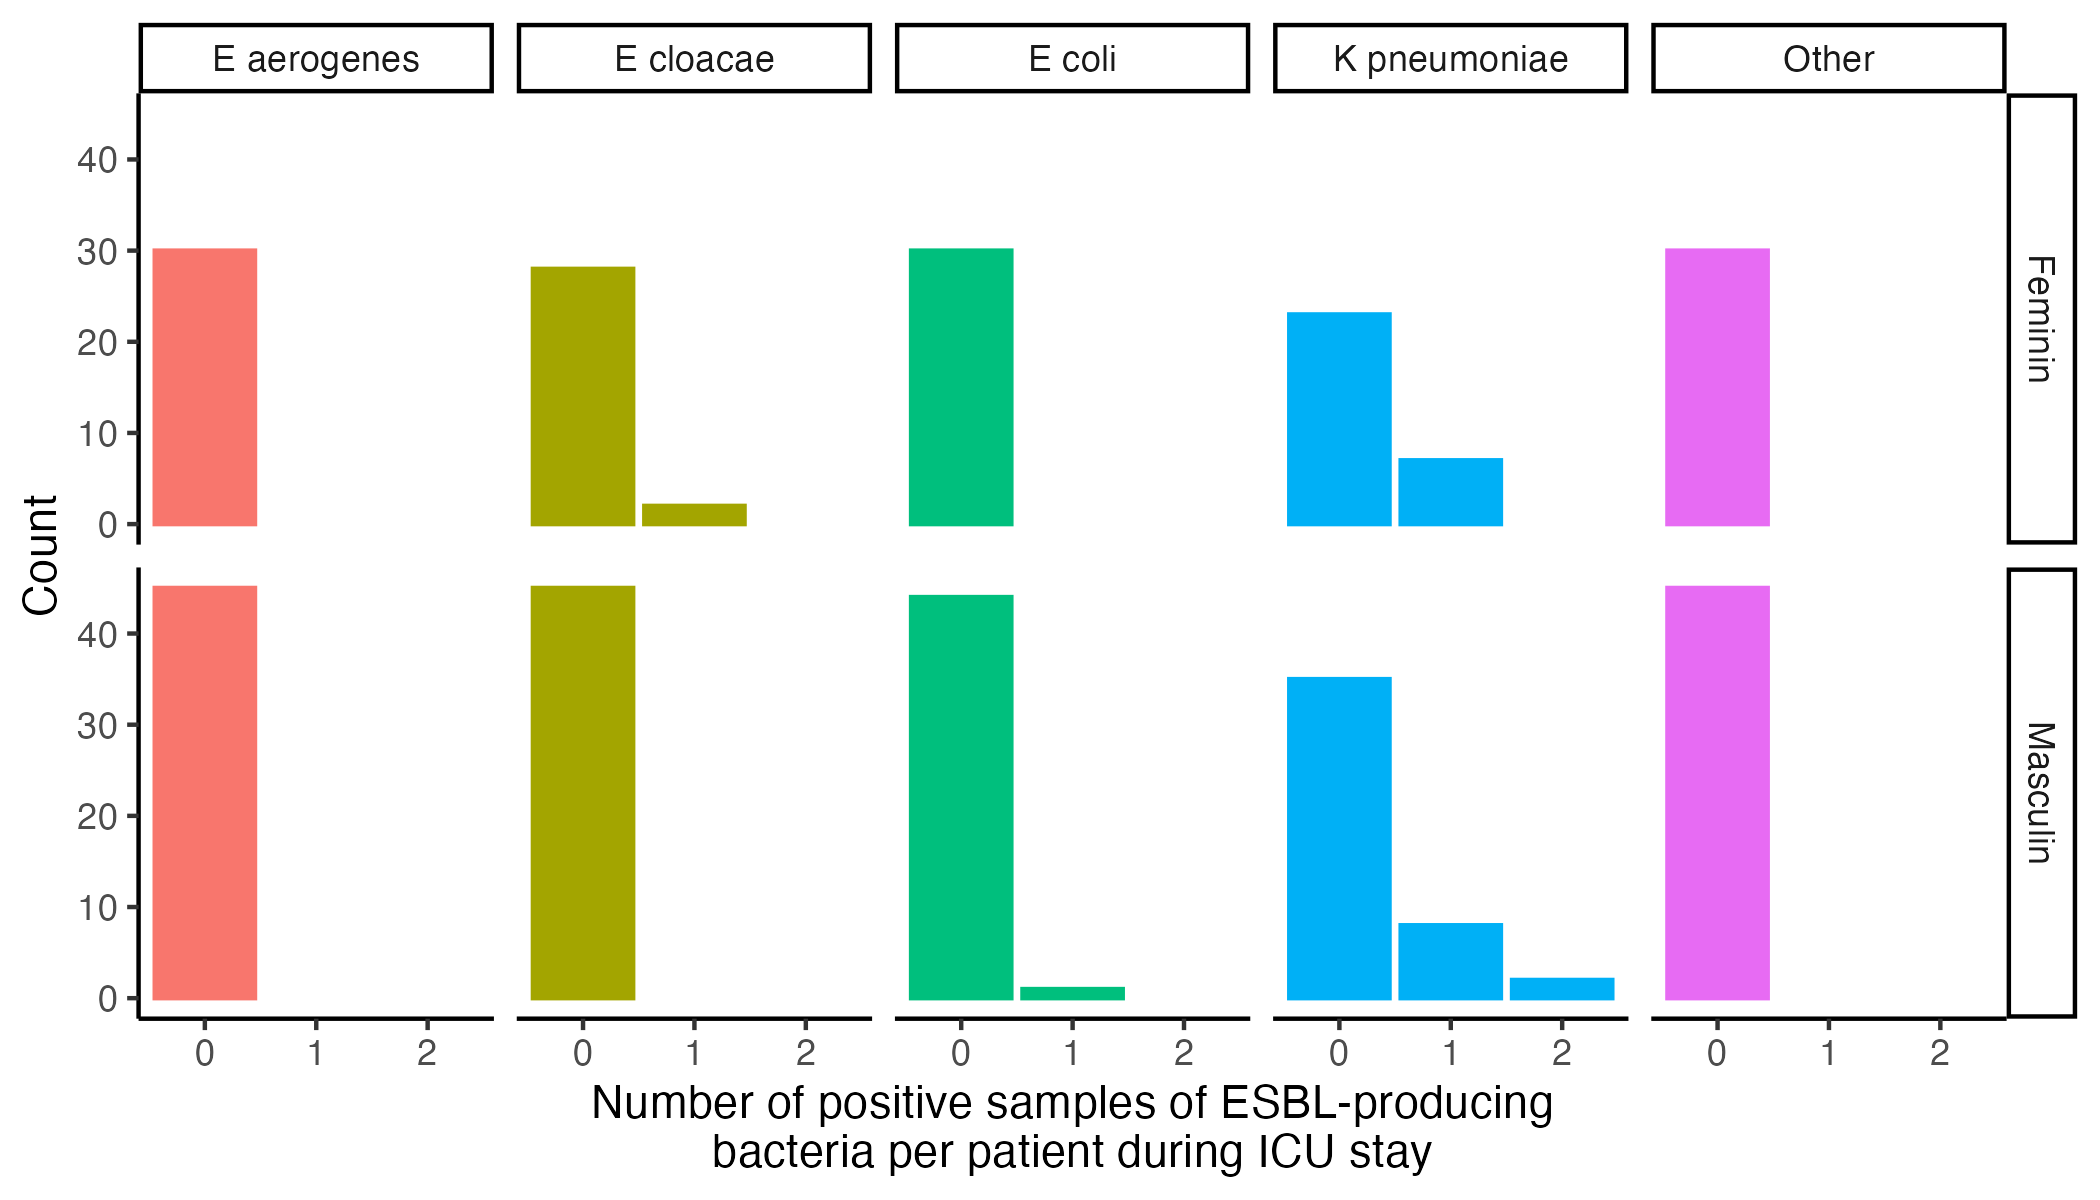 E aerogenes
E cloacae
E coli
K pneumoniae
Other
Count
40
30
20
10
0
Feminin
40
30
20
10
0
Masculin
0 1 2
0 1 2
0 1 2
0 1 2
0 1 2
Number of positive samples of ESBL-producing
bacteria per patient during ICU stay